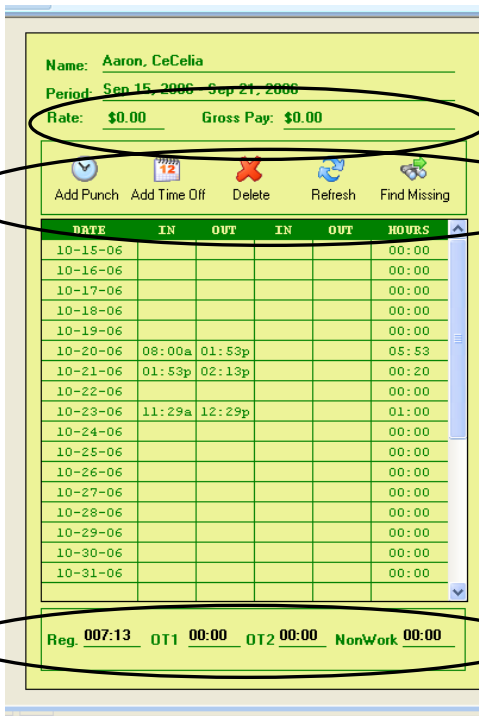 Name: Aaron, CeCelia
Period: Sep 15, 2006 - Sep 21, 2006
Rate: $0.00 Gross Pay: $0.00
12
Add Punch Add Time Off Delete Refresh Find Missing
DATE IN OUT IN OUT HOURS
10-15-06 00:00
10-16-06 00:00
10-17-06 00:00
10-18-06 00:00
10-19-06 00:00
10-20-06 08:00a 01:53p 05:53
10-21-06 01:53p 02:13p 00:20
10-22-06 00:00
10-23-06 11:29a 12:29p 01:00
10-24-06 00:00
10-25-06 00:00
10-26-06 00:00
10-27-06 00:00
10-28-06 00:00
10-29-06 00:00
10-30-06 00:00
10-31-06 00:00
Reg. 007:13 OT1 00:00 OT2 00:00 NonWork 00:00